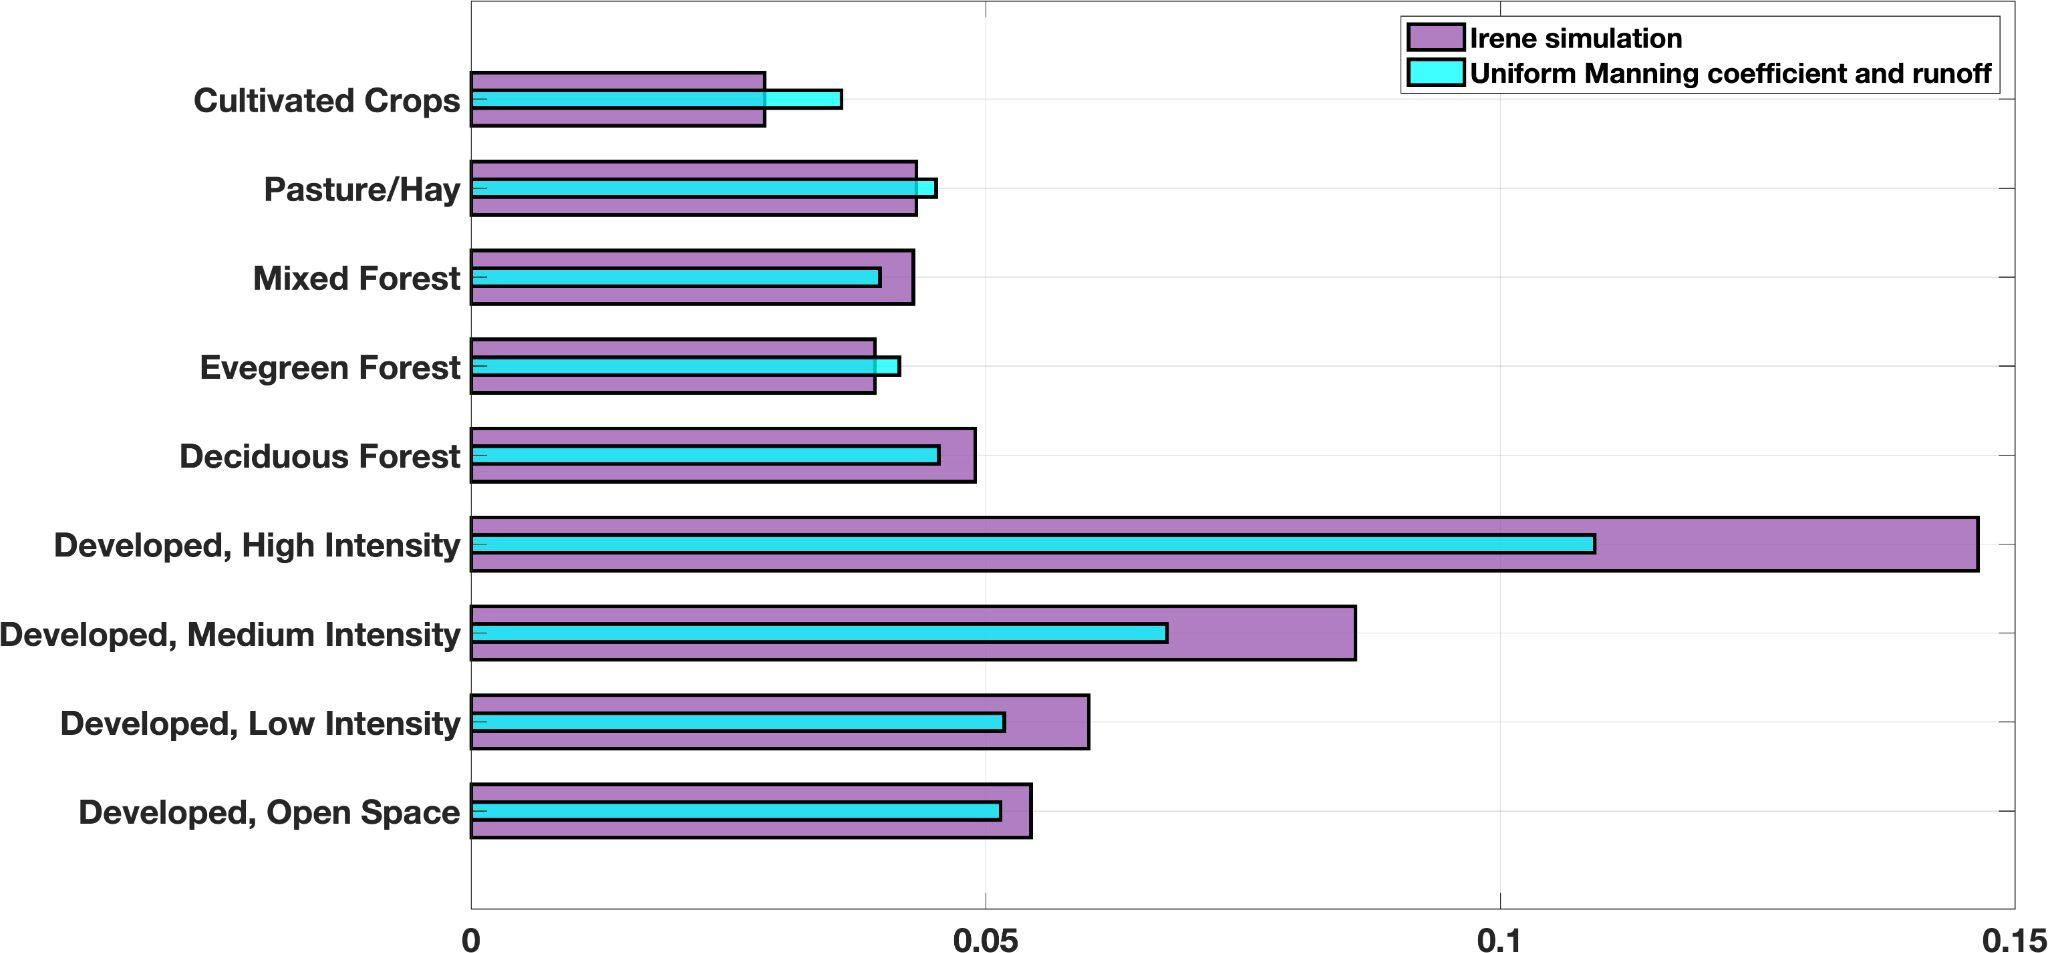 Irene simulation
Uniform Manning coefficient and runoff
Cultivated Crops
Pasture/Hay
Mixed Forest
Evegreen Forest
Deciduous Forest
Developed, High Intensity
Developed, Medium Intensity
Developed, Low Intensity
Developed, Open Space
0 0.05 0.1 0.15